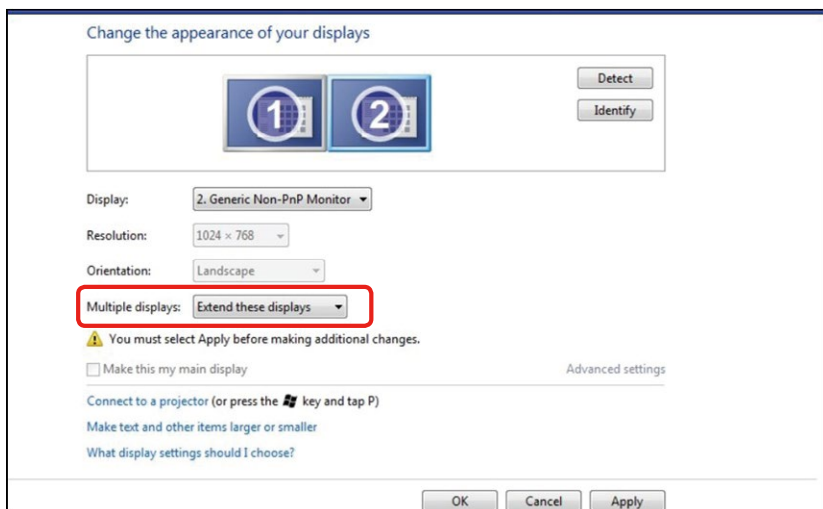 Change the appearance of your displays
1
2
Detect
Identify
Display: 2. Generic Non-PnP Monitor
Resolution: 1024 × 768
Orientation: Landscape
Multiple displays: Extend these displays
You must select Apply before making additional changes.
Make this my main display Advanced settings
Connect to a projector (or press the key and tap P)
Make text and other items larger or smaller
What display settings should I choose?
OK Cancel Apply